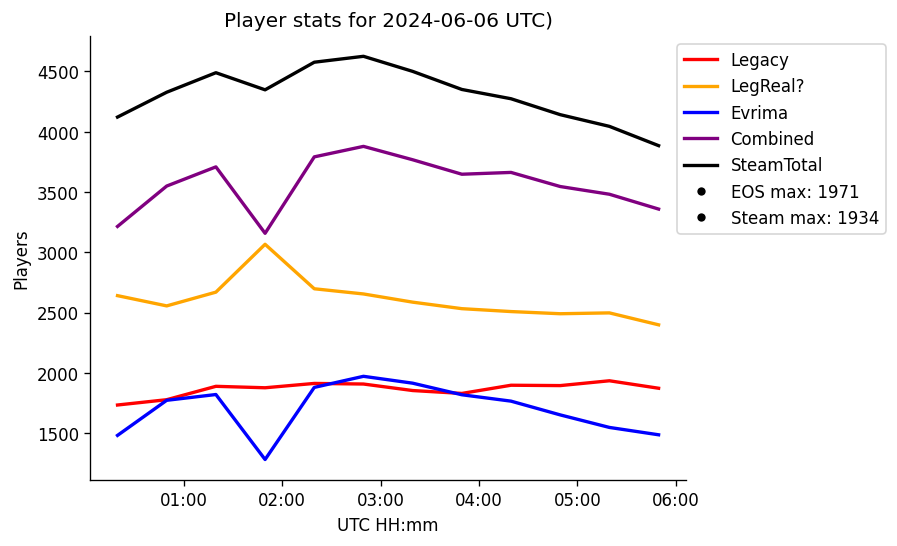 Player stats for 2024-06-06 UTC)
Legacy
LegReal?
Evrima
Combined
SteamTotal
EOS max: 1971
Steam max: 1934
4500
4000
3500
3000
2500
2000
1500
Players
01:00 02:00 03:00 04:00 05:00 06:00
UTC HH:mm